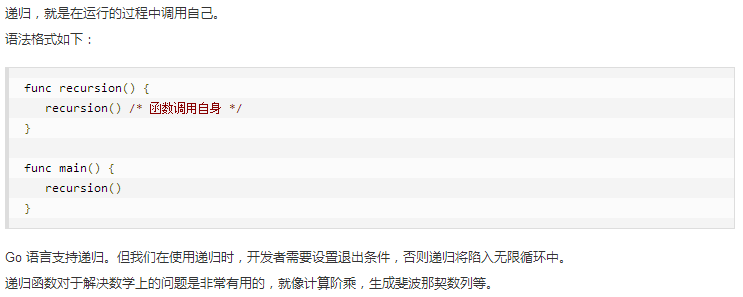 递归，就是在运行的过程中调用自己。
语法格式如下：
func recursion() {
   recursion() /* 函数调用自身 */
}
func main() {
   recursion()
}
Go 语言支持递归。但我们在使用递归时，开发者需要设置退出条件，否则递归将陷入无限循环中。
递归函数对于解决数学上的问题是非常有用的，就像计算阶乘，生成斐波那契数列等。